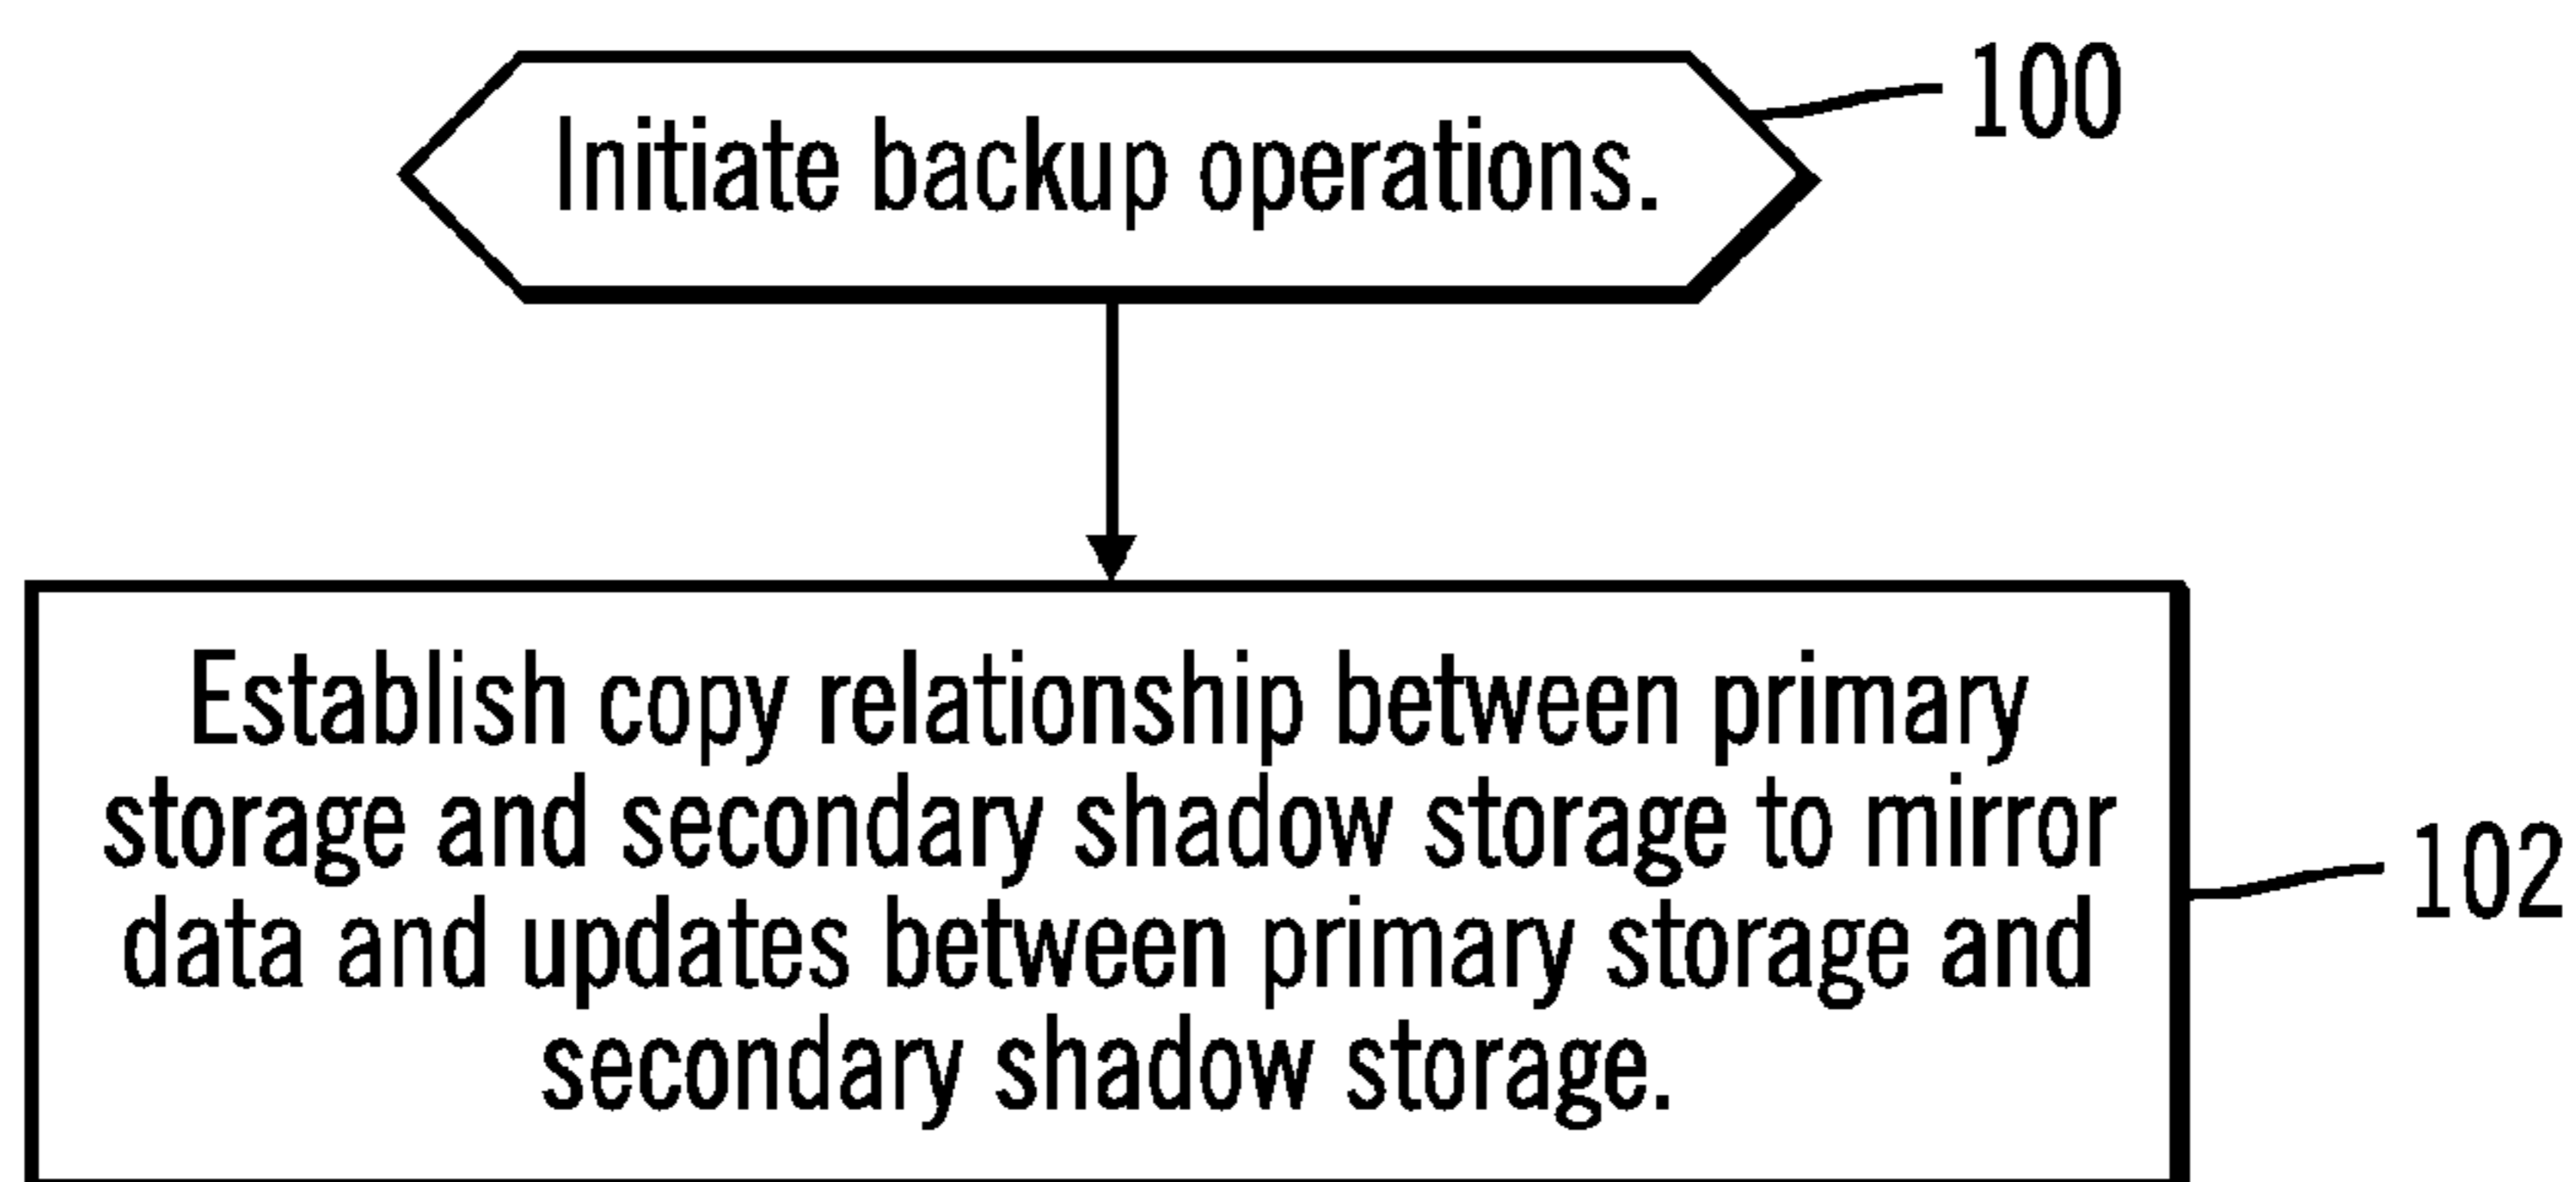 Initiate backup operations.
100
Establish copy relationship between primary
storage and secondary shadow storage to mirror
data and updates between primary storage and
secondary shadow storage.
102